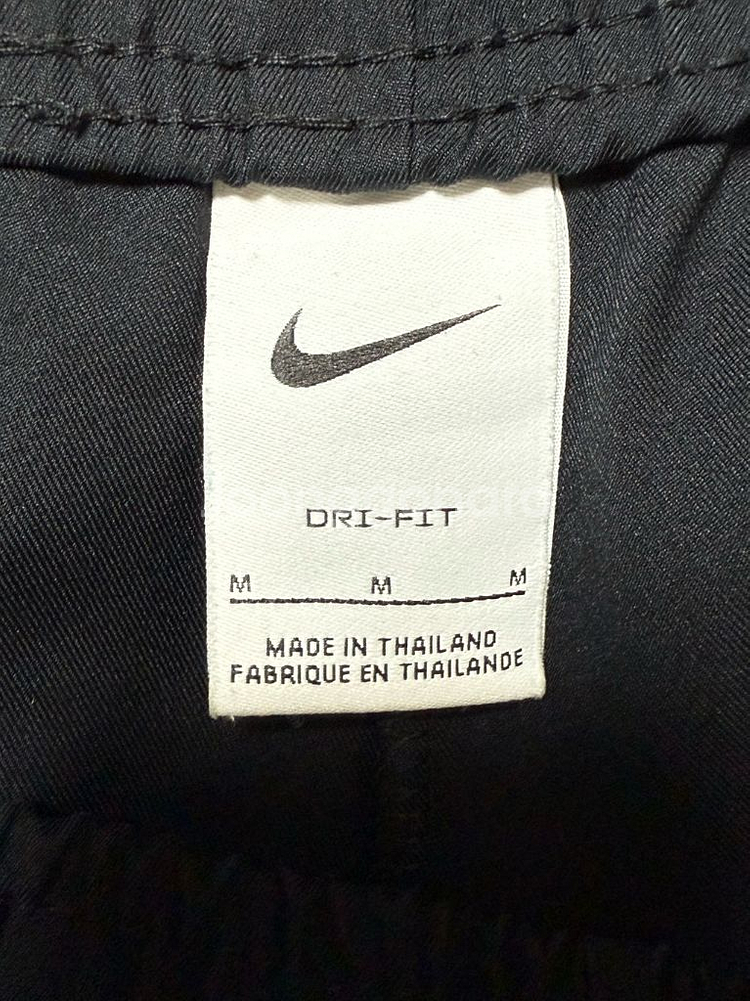 DRI-FIT
M M M
MADE IN THAILAND
FABRIQUE EN THAILANDE